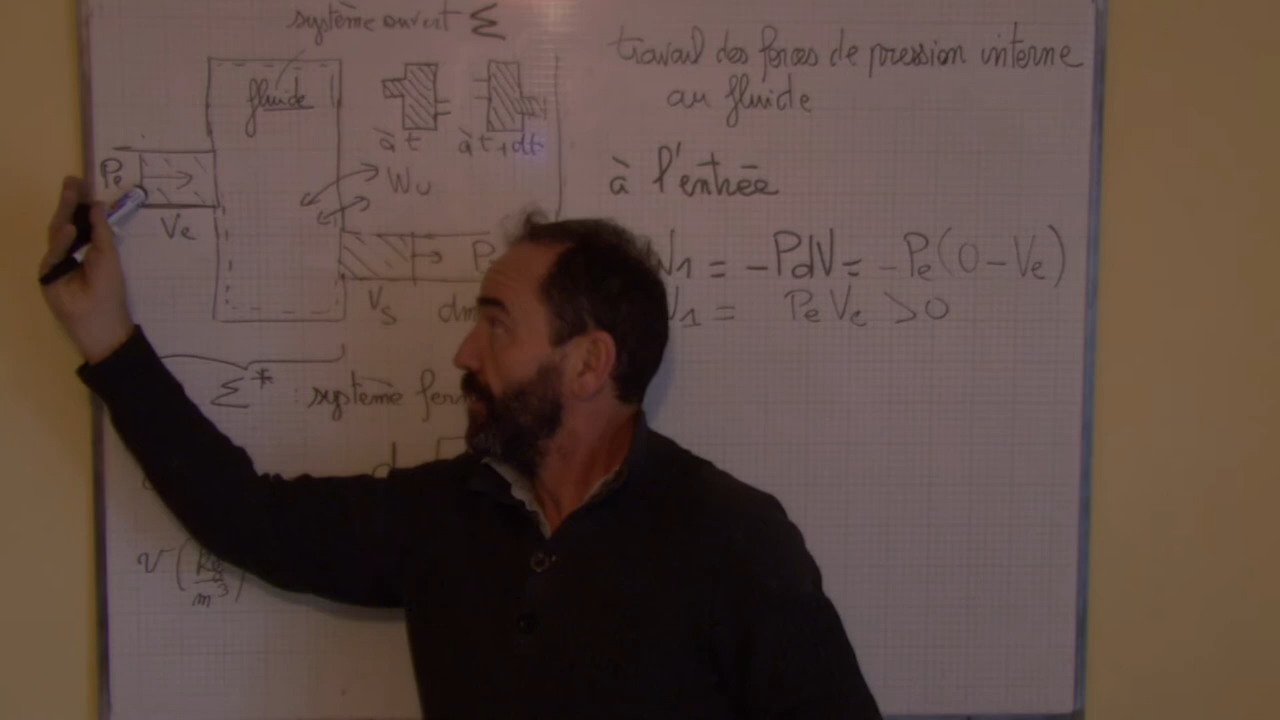 système ouvert Σ
fluide
à t
à t+dt
Pe
Ve
Wu
Vs
dm
Σ* : système
travail des forces de pression interne
au fluide
à l'entrée
= -PdV = -Pe(0-Ve)
= PeVe >0